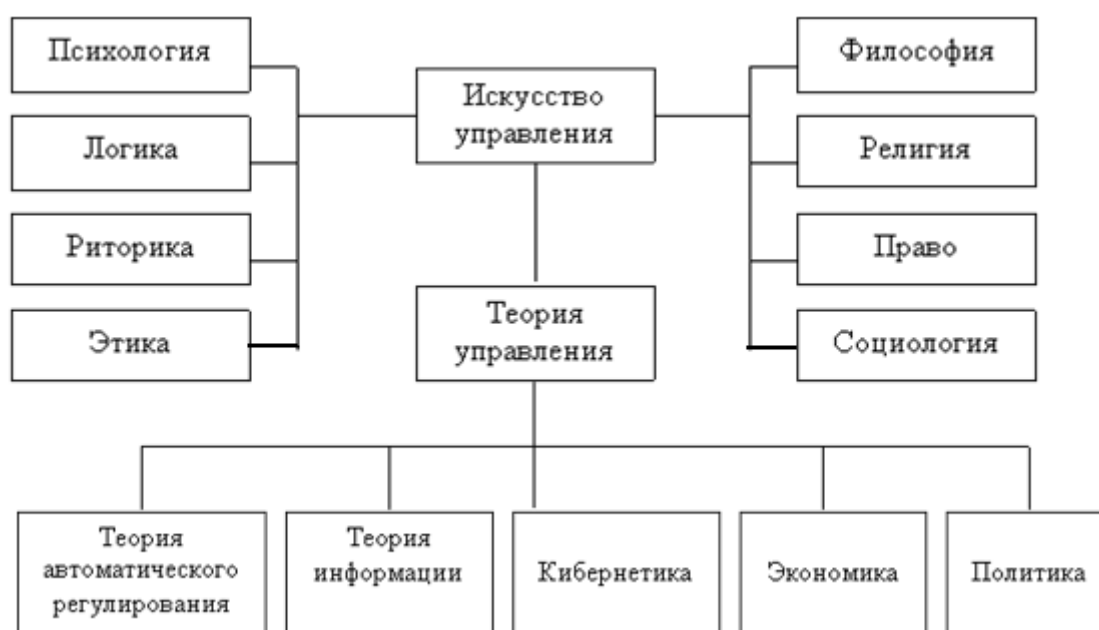 Психология
Философия
Искусство
управления
Логика
Религия
Риторика
Право
Теория
управления
Этика
Социология
Теория
автоматического
регулирования
Теория
информации
Кибернетика
Экономика
Политика